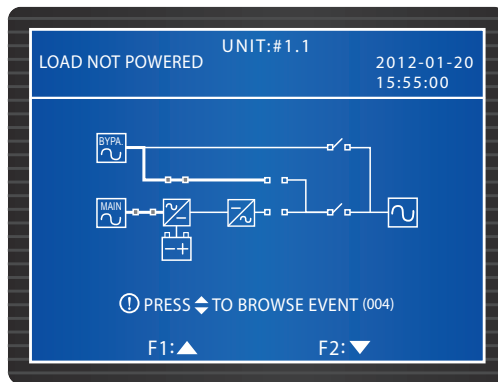 UNIT:#1.1
LOAD NOT POWERED
2012-01-20
15:55:00
BYPA.
MAIN
PRESS TO BROWSE EVENT (004)
F1: F2: